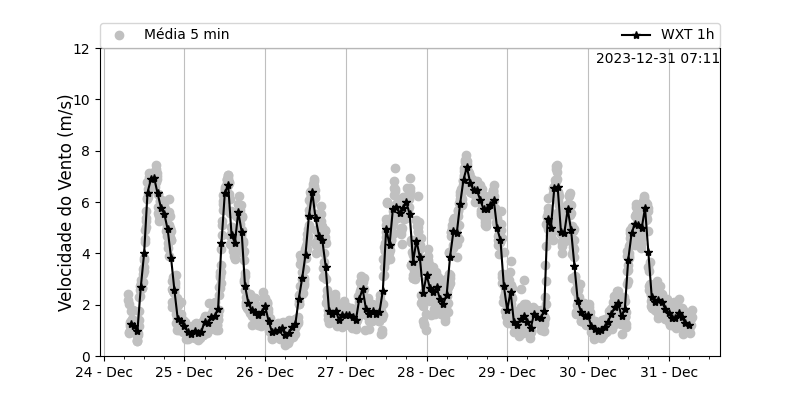 Média 5 min
WXT 1h
2023-12-31 07:11
Velocidade do Vento (m/s)
12
10
8
6
4
2
0
24 - Dec
25 - Dec
26 - Dec
27 - Dec
28 - Dec
29 - Dec
30 - Dec
31 - Dec